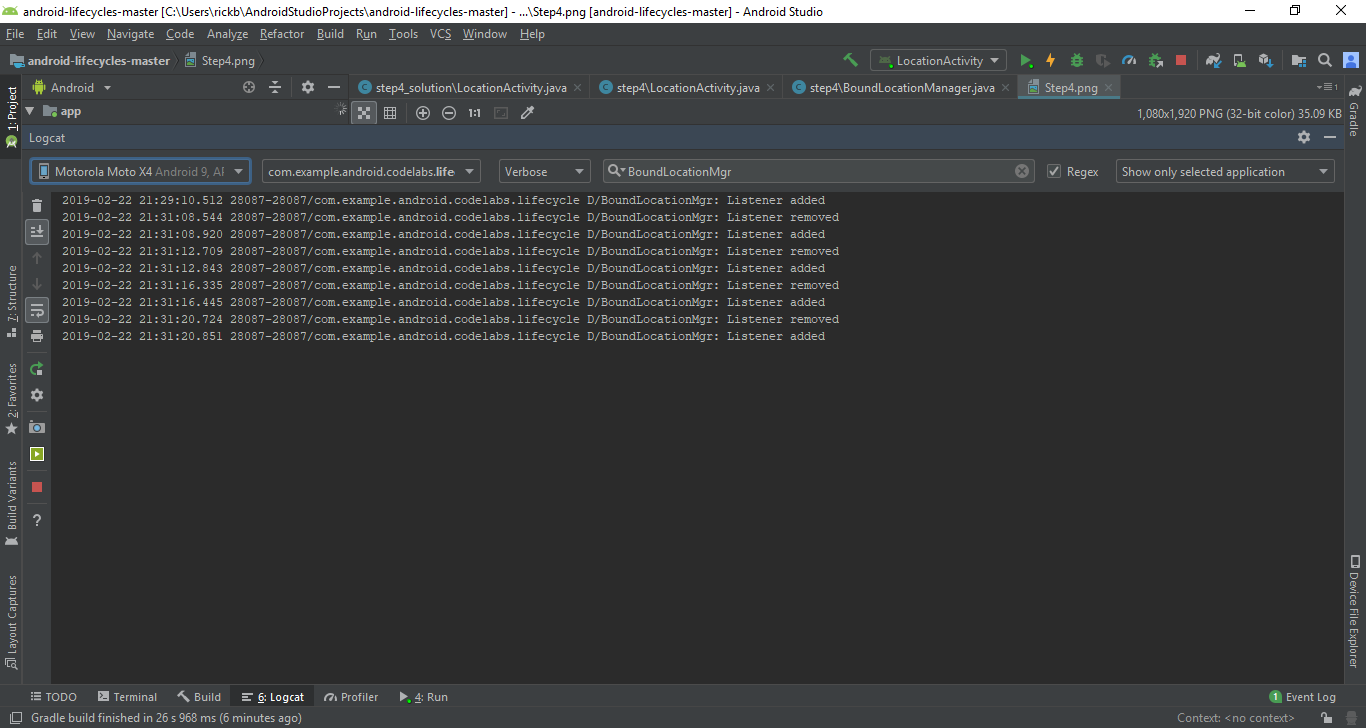 android-lifecycles-master [C:\Users\rickb\AndroidStudioProjects\android-lifecycles-master] - ...\Step4.png [android-lifecycles-master] - Android Studio
File Edit View Navigate Code Analyze Refactor Build Run Tools VCS Window Help
android-lifecycles-master Step4.png LocationActivity
Android step4_solution\LocationActivity.java step4\LocationActivity.java step4\BoundLocationManager.java Step4.png
app 1:1 1,080x1,920 PNG (32-bit color) 35.09 KB
Logcat
Motorola Moto X4 Android 9, AP com.example.android.codelabs.life Verbose BoundLocationMgr Regex Show only selected application
2019-02-22 21:29:10.512 28087-28087/com.example.android.codelabs.lifecycle D/BoundLocationMgr: Listener added
2019-02-22 21:31:08.544 28087-28087/com.example.android.codelabs.lifecycle D/BoundLocationMgr: Listener removed
2019-02-22 21:31:08.920 28087-28087/com.example.android.codelabs.lifecycle D/BoundLocationMgr: Listener added
2019-02-22 21:31:12.709 28087-28087/com.example.android.codelabs.lifecycle D/BoundLocationMgr: Listener removed
2019-02-22 21:31:12.843 28087-28087/com.example.android.codelabs.lifecycle D/BoundLocationMgr: Listener added
2019-02-22 21:31:16.335 28087-28087/com.example.android.codelabs.lifecycle D/BoundLocationMgr: Listener removed
2019-02-22 21:31:16.445 28087-28087/com.example.android.codelabs.lifecycle D/BoundLocationMgr: Listener added
2019-02-22 21:31:20.724 28087-28087/com.example.android.codelabs.lifecycle D/BoundLocationMgr: Listener removed
2019-02-22 21:31:20.851 28087-28087/com.example.android.codelabs.lifecycle D/BoundLocationMgr: Listener added
1: Project
7: Structure
2: Favorites
Build Variants
Layout Captures
Gradle
Device File Explorer
TODO Terminal Build 6: Logcat Profiler 4: Run 1 Event Log
Gradle build finished in 26 s 968 ms (6 minutes ago) Context: <no context>